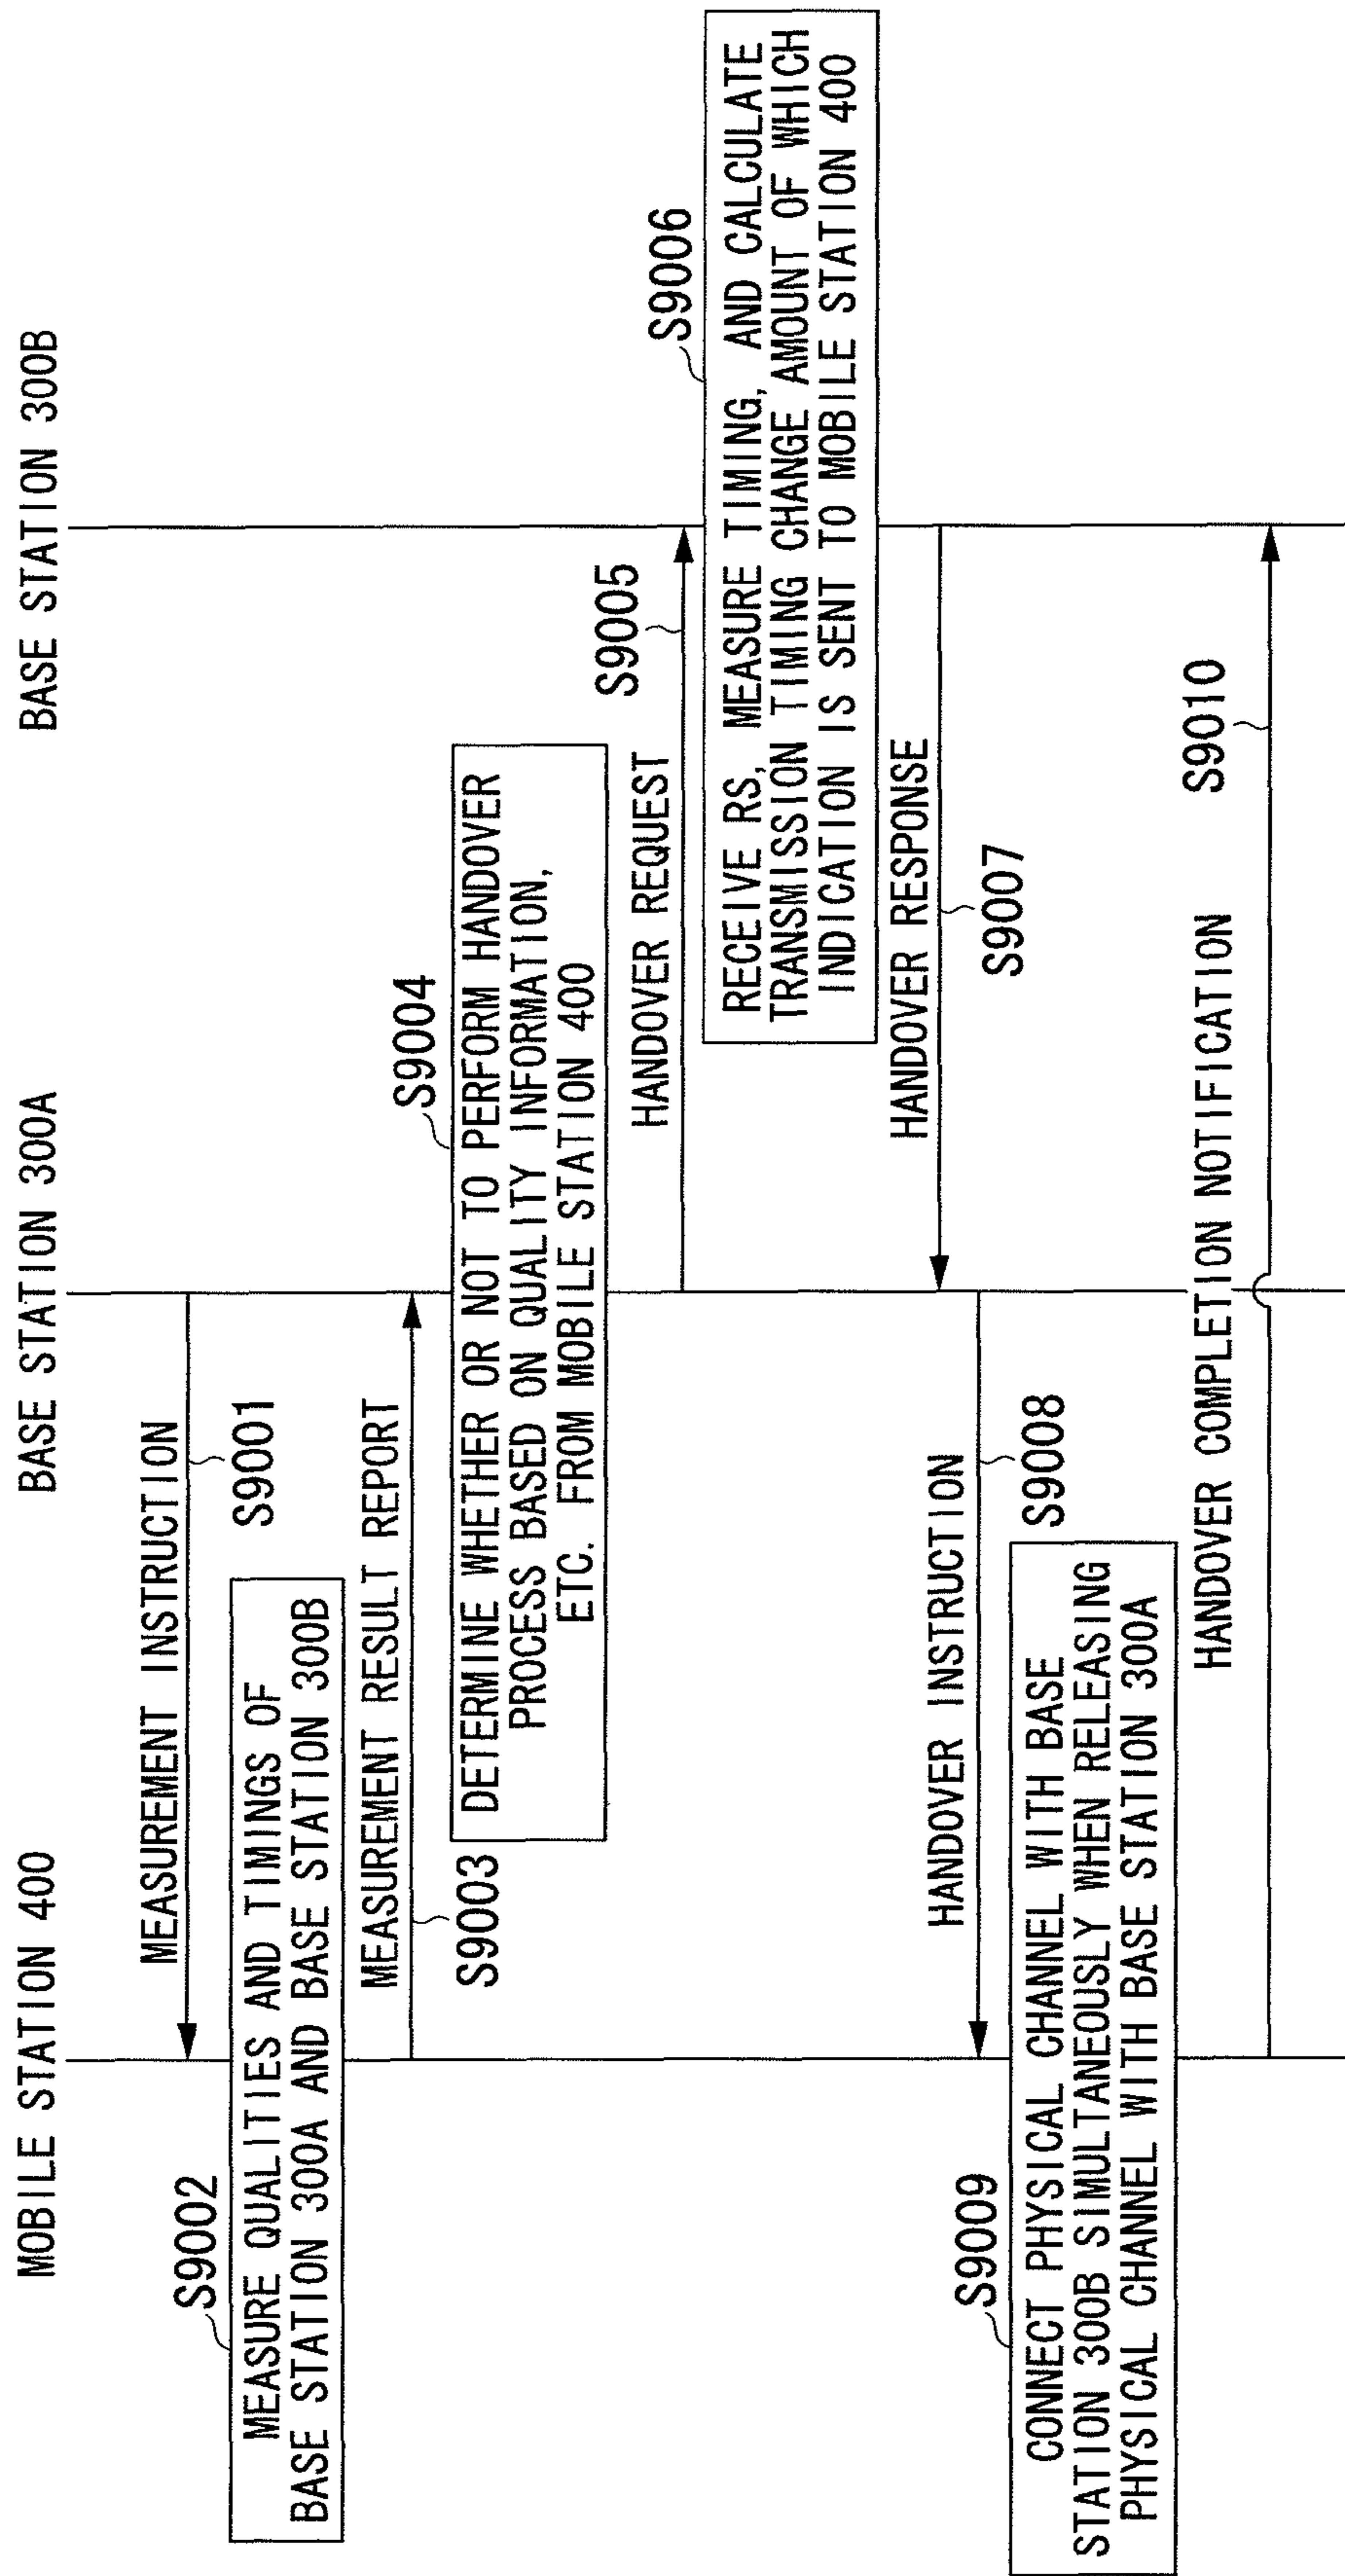 MOBILE STATION 400
BASE STATION 300A
BASE STATION 300B
MEASUREMENT INSTRUCTION
S9001
S9002
MEASURE QUALITIES AND TIMINGS OF
BASE STATION 300A AND BASE STATION 300B
MEASUREMENT RESULT REPORT
S9003
S9004
DETERMINE WHETHER OR NOT TO PERFORM HANDOVER
PROCESS BASED ON QUALITY INFORMATION,
ETC. FROM MOBILE STATION 400
HANDOVER REQUEST
S9005
S9006
RECEIVE RS, MEASURE TIMING, AND CALCULATE
TRANSMISSION TIMING CHANGE AMOUNT OF WHICH
INDICATION IS SENT TO MOBILE STATION 400
HANDOVER RESPONSE
S9007
HANDOVER INSTRUCTION
S9008
S9009
CONNECT PHYSICAL CHANNEL WITH BASE
STATION 300B SIMULTANEOUSLY WHEN RELEASING
PHYSICAL CHANNEL WITH BASE STATION 300A
HANDOVER COMPLETION NOTIFICATION
S9010